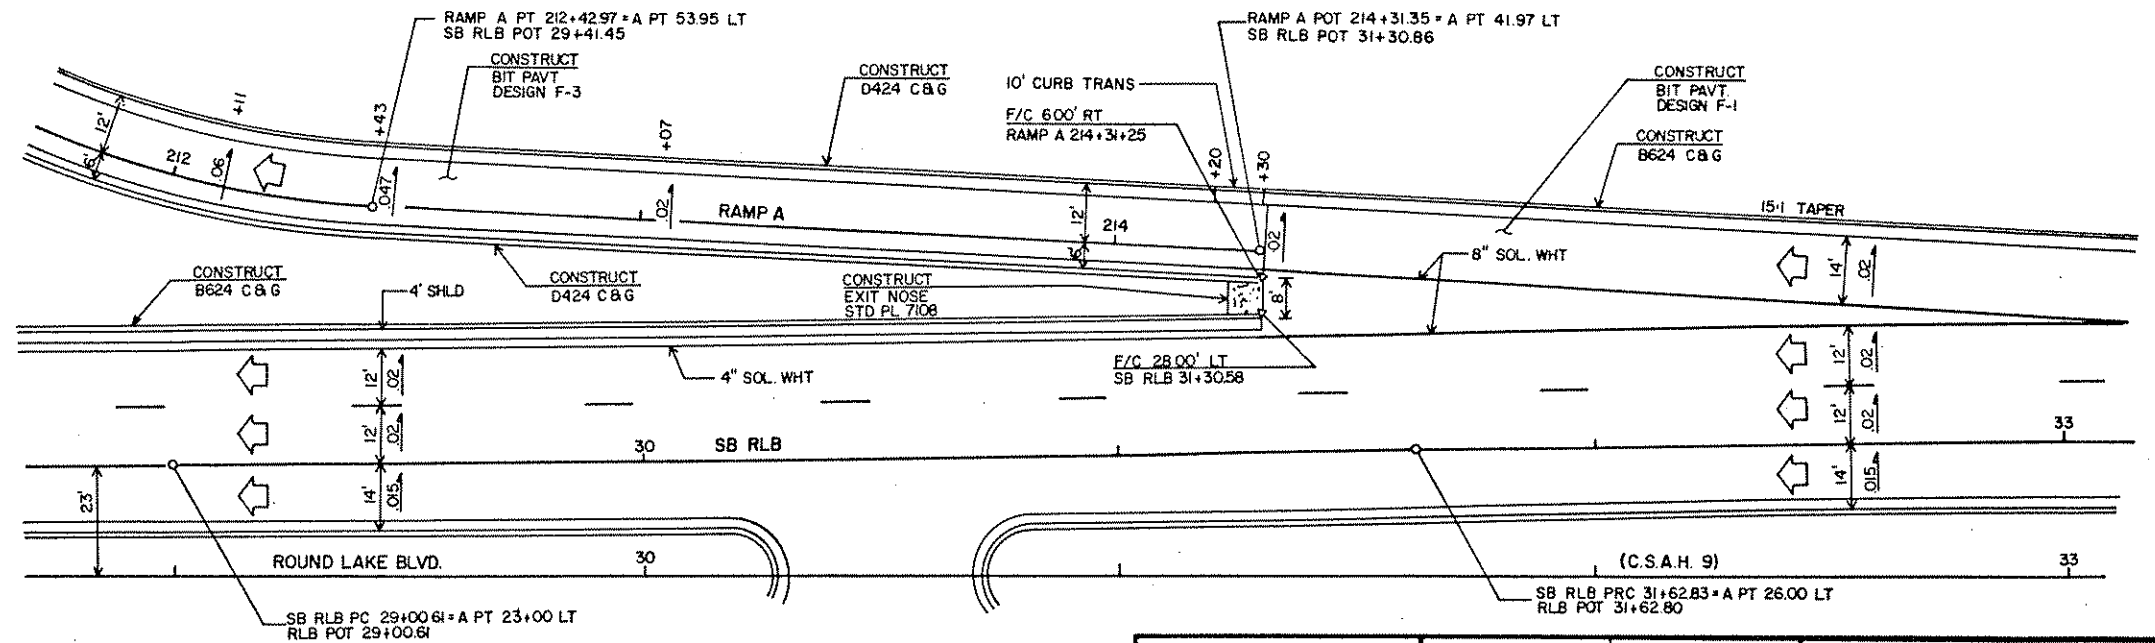 RAMP A PT 212+42.97 = A PT 53.95 LT
SB RLB POT 29+41.45
RAMP A POT 214+31.35 = A PT 41.97 LT
SB RLB POT 31+30.86
CONSTRUCT
BIT PAVT
DESIGN F-3
CONSTRUCT
D424 C&G
10' CURB TRANS
F/C 6.00' RT
RAMP A 214+31+25
CONSTRUCT
BIT PAVT.
DESIGN F-1
CONSTRUCT
B624 C&G
+11
+43
+07
+20
+30
12'
6'
212
.06
.047
.02
RAMP A
12'
6'
214
.02
15:1 TAPER
8" SOL. WHT
14'
.02
CONSTRUCT
B624 C&G
4' SHLD
CONSTRUCT
D424 C&G
CONSTRUCT
EXIT NOSE
STD PL 7108
8'
F/C 28.00' LT
SB RLB 31+30.58
4" SOL. WHT
12'
.02
12'
.02
12'
.02
12'
.02
30
SB RLB
33
23'
14'
.015
14'
.015
ROUND LAKE BLVD.
30
(C.S.A.H. 9)
33
SB RLB PC 29+00.61 = A PT 23+00 LT
RLB POT 29+00.61
SB RLB PRC 31+62.83 = A PT 26.00 LT
RLB POT 31+62.80